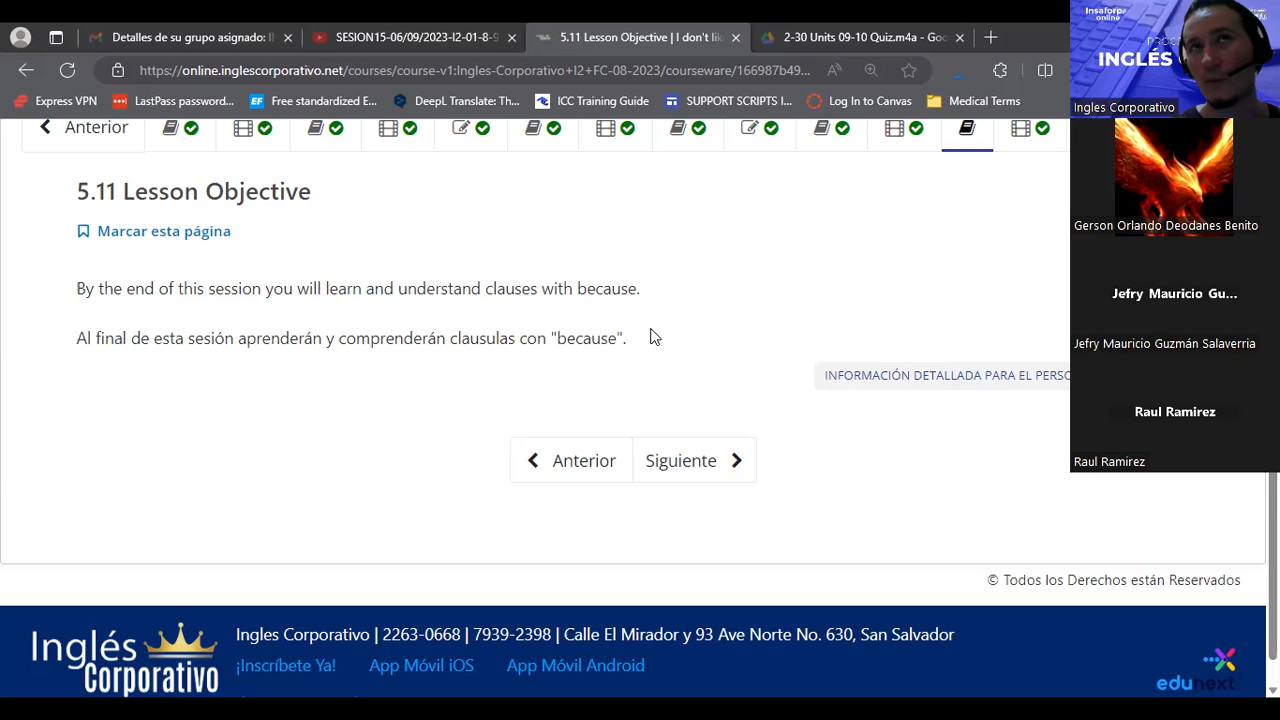 Detalles de su grupo asignado: II
SESION15-06/09/2023-I2-01-8-9
5.11 Lesson Objective | I don't lik
2-30 Units 09-10 Quiz.m4a - Goo
https://online.inglescorporativo.net/courses/course-v1:Ingles-Corporativo+I2+FC-08-2023/courseware/166987b49...
Express VPN
LastPass password...
Free standardized E...
DeepL Translate: Th...
ICC Training Guide
SUPPORT SCRIPTS I...
Log In to Canvas
Medical Terms
Anterior
5.11 Lesson Objective
Marcar esta página
By the end of this session you will learn and understand clauses with because.
Al final de esta sesión aprenderán y comprenderán clausulas con "because".
INFORMACIÓN DETALLADA PARA EL PERSO
Anterior
Siguiente
© Todos los Derechos están Reservados
Inglés
Corporativo
Ingles Corporativo | 2263-0668 | 7939-2398 | Calle El Mirador y 93 Ave Norte No. 630, San Salvador
¡Inscríbete Ya!
App Móvil iOS
App Móvil Android
edunext
Insaforp
online
INGLÉS
Ingles Corporativo
Gerson Orlando Deodanes Benito
Jefry Mauricio Gu...
Jefry Mauricio Guzmán Salaverria
Raul Ramirez
Raul Ramirez